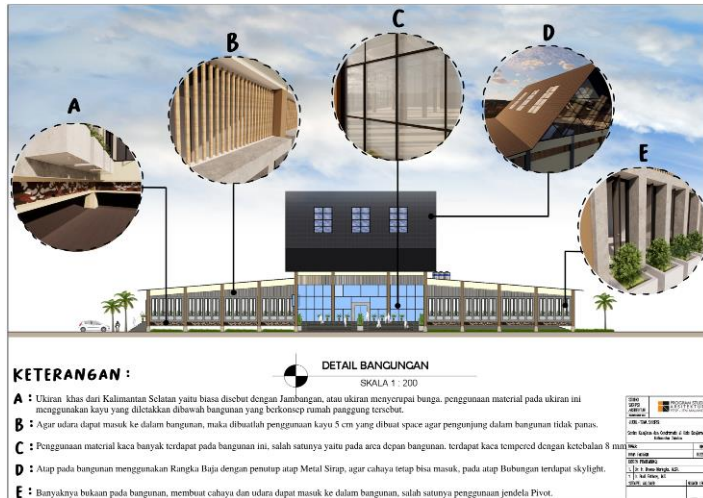 A
B
C
D
E
DETAIL BANGUNGAN
SKALA 1 : 200
KETERANGAN :
A : Ukiran khas dari Kalimantan Selatan yaitu biasa disebut dengan Jambangan, atau ukiran menyerupai bunga. penggunaan material pada ukiran ini
menggunakan kayu yang diletakkan dibawah bangunan yang berkonsep rumah panggung tersebut.
B : Agar udara dapat masuk ke dalam bangunan, maka dibuatlah penggunaan kayu 5 cm yang dibuat space agar pengunjung dalam bangunan tidak panas.
C : Penggunaan material kaca banyak terdapat pada bangunan ini, salah satunya yaitu pada area depan bangunan. terdapat kaca tempered dengan ketebalan 8 mm
D : Atap pada bangunan menggunakan Rangka Baja dengan penutup atap Metal Sirap, agar cahaya tetap bisa masuk, pada atap Bubungan terdapat skylight.
E : Banyaknya bukaan pada bangunan, membuat cahaya dan udara dapat masuk ke dalam bangunan, salah satunya penggunaan jendela Pivot.
PROGRAM STUDI
ARSITEKTUR